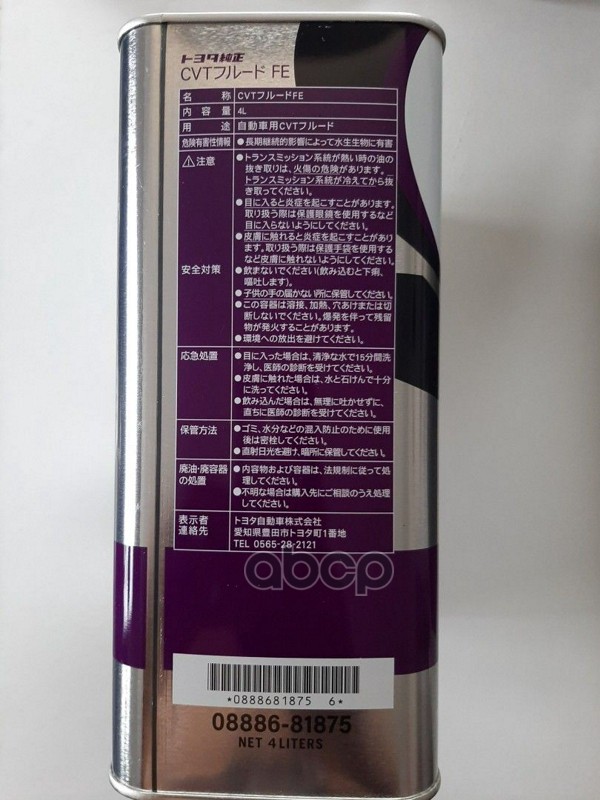 トヨタ純正
CVTフルード FE
名 称 CVTフルードFE
内 容 量 4L
用 途 自動車用CVTフルード
危険有害性情報 ●長期継続的影響によって水生生物に有害
⚠注意 ●トランスミッション系統が熱い時の油の
抜き取りは、火傷の危険があります。
トランスミッション系統が冷えてから抜
き取ってください。
●目に入ると炎症を起こすことがあります。
取り扱う際は保護眼鏡を使用するなど
目に入らないようにしてください。
●皮膚に触れると炎症を起こすことがあり
ます。取り扱う際は保護手袋を使用する
など皮膚に触れないようにしてください。
安全対策 ●飲まないでください(飲み込むと下痢、
嘔吐します)。
●子供の手の届かない所に保管してください。
●この容器は溶接、加熱、穴あけまたは切
断しないでください。爆発を伴って残留
物が発火することがあります。
●環境への放出を避けてください。
応急処置 ●目に入った場合は、清浄な水で15分間洗
浄し、医師の診断を受けてください。
●皮膚に触れた場合は、水と石けんで十分
に洗ってください。
●飲み込んだ場合は、無理に吐かせずに、
直ちに医師の診断を受けてください。
保管方法 ●ゴミ、水分などの混入防止のために使用
後は密栓してください。
●直射日光を避け、暗所に保管してください。
廃油・廃容器
の処置 ●内容物および容器は、法規制に従って処
理してください。
●不明な場合は購入先にご相談のうえ処理
してください。
表示者
連絡先 トヨタ自動車株式会社
愛知県豊田市トヨタ町1番地
TEL 0565-28-2121
abcp
*0888681875 6*
08886-81875
NET 4 LITERS